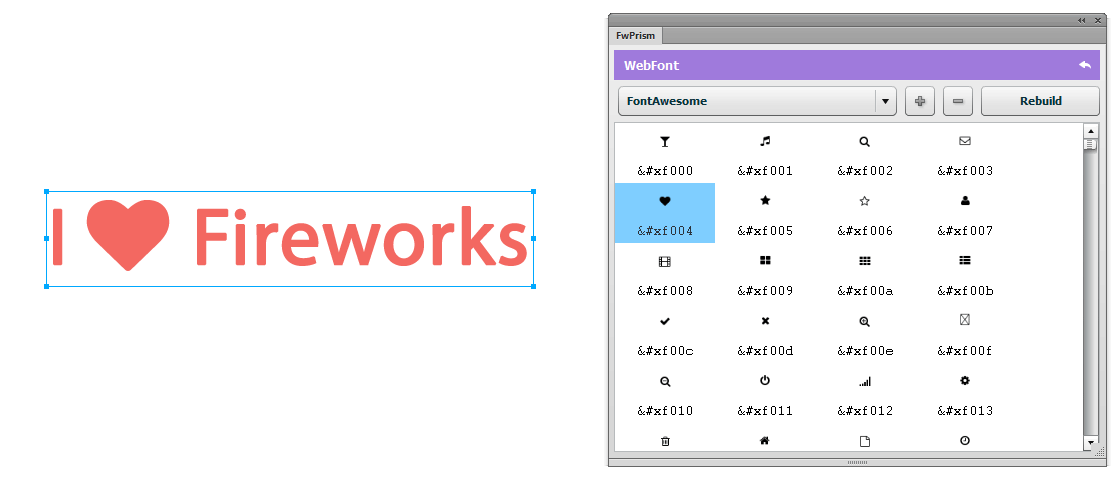 I ♥ Fireworks
FwPrism
WebFont
FontAwesome
Rebuild
&#xf000 &#xf001 &#xf002 &#xf003
&#xf004 &#xf005 &#xf006 &#xf007
&#xf008 &#xf009 &#xf00a &#xf00b
&#xf00c &#xf00d &#xf00e &#xf00f
&#xf010 &#xf011 &#xf012 &#xf013